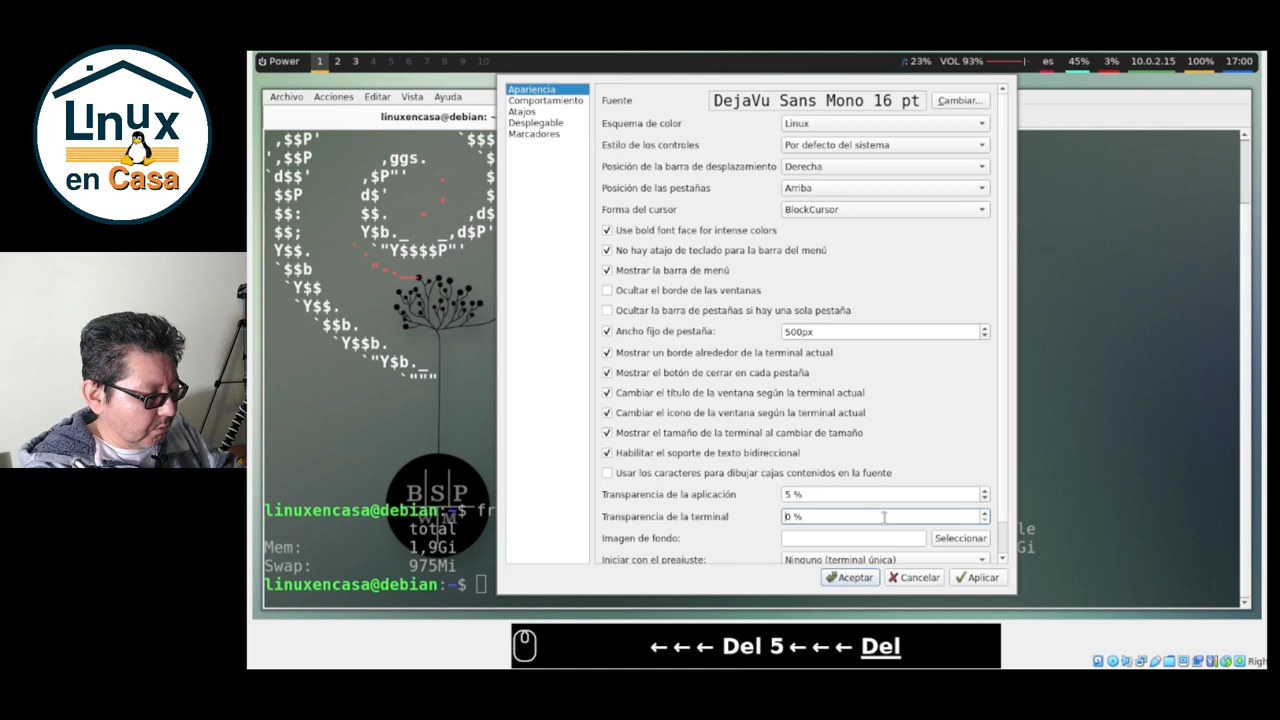 Linux
en Casa
Power 1 2 3 4 5 6 7 8 9 10 /: 23% VOL 93% es 45% 3% 10.0.2.15 100% 17:00
Archivo Acciones Editar Vista Ayuda
linuxencasa@debian: ~
,$$P' `$$$
',$$P ,ggs. `$
`d$$' ,$P"' . $
$$P d$' , $
$$: $$. - ,d$
$$; Y$b._ _,d$P'
Y$$. `.`"Y$$$$P"'
`$$b "-.__
`Y$$
`Y$$.
`$$b.
`Y$$b.
`"Y$b._
`"""
BSP
WM
linuxencasa@debian:~$ fr
total le
Mem: 1,9Gi Gi
Swap: 975Mi
linuxencasa@debian:~$
Apariencia
Comportamiento
Atajos
Desplegable
Marcadores
Fuente DejaVu Sans Mono 16 pt Cambiar...
Esquema de color Linux
Estilo de los controles Por defecto del sistema
Posición de la barra de desplazamiento Derecha
Posición de las pestañas Arriba
Forma del cursor BlockCursor
Use bold font face for intense colors
No hay atajo de teclado para la barra del menú
Mostrar la barra de menú
Ocultar el borde de las ventanas
Ocultar la barra de pestañas si hay una sola pestaña
Ancho fijo de pestaña: 500px
Mostrar un borde alrededor de la terminal actual
Mostrar el botón de cerrar en cada pestaña
Cambiar el título de la ventana según la terminal actual
Cambiar el icono de la ventana según la terminal actual
Mostrar el tamaño de la terminal al cambiar de tamaño
Habilitar el soporte de texto bidireccional
Usar los caracteres para dibujar cajas contenidos en la fuente
Transparencia de la aplicación 5 %
Transparencia de la terminal 0 %
Imagen de fondo: Seleccionar
Iniciar con el preajuste: Ninguno (terminal única)
Aceptar Cancelar Aplicar
←←← Del 5←←← Del
Righ